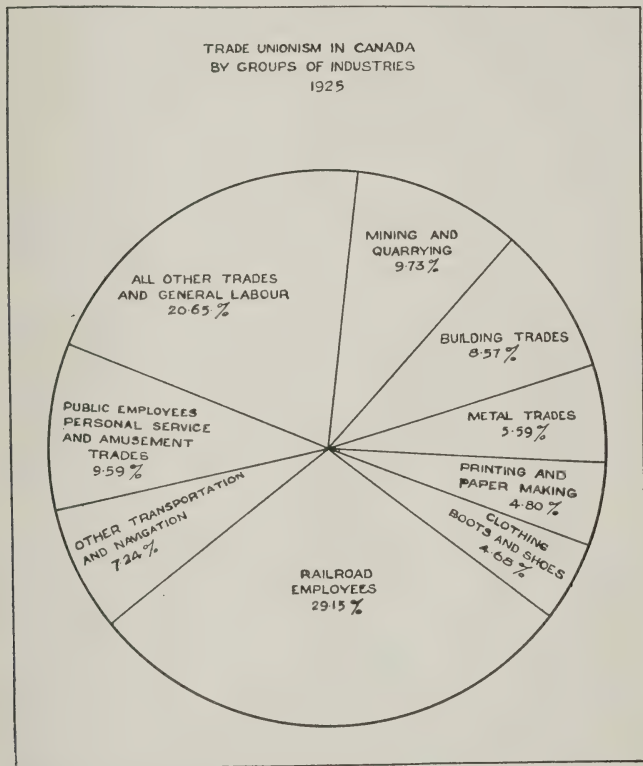 TRADE UNIONISM IN CANADA
BY GROUPS OF INDUSTRIES
1925
MINING AND
QUARRYING
9.73%
BUILDING TRADES
8.57%
METAL TRADES
5.59%
PRINTING AND
PAPER MAKING
4.80%
CLOTHING
BOOTS AND SHOES
4.68%
RAILROAD
EMPLOYEES
29.15%
OTHER TRANSPORTATION
AND NAVIGATION
7.24%
PUBLIC EMPLOYEES
PERSONAL SERVICE
AND AMUSEMENT
TRADES
9.59%
ALL OTHER TRADES
AND GENERAL LABOUR
20.65%